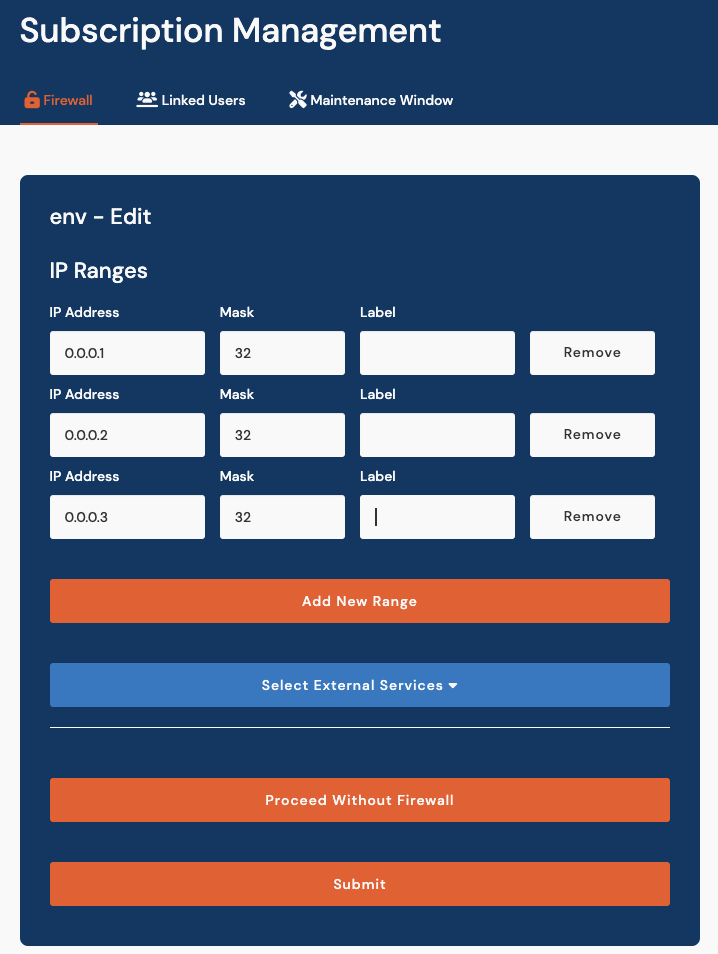 Subscription Management
Firewall Linked Users Maintenance Window
env - Edit
IP Ranges
IP Address Mask Label
0.0.0.1 32 Remove
IP Address Mask Label
0.0.0.2 32 Remove
IP Address Mask Label
0.0.0.3 32 Remove
Add New Range
Select External Services
Proceed Without Firewall
Submit